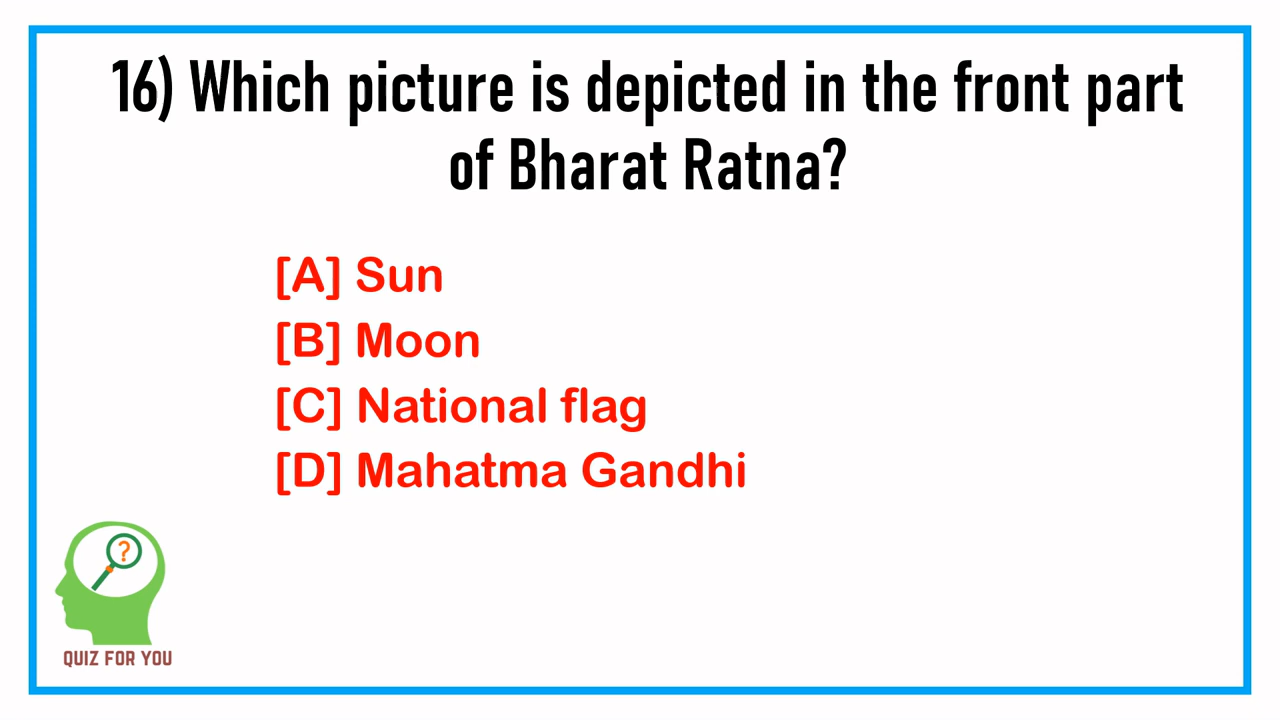 16) Which picture is depicted in the front part
of Bharat Ratna?
[A] Sun
[B] Moon
[C] National flag
[D] Mahatma Gandhi
?
QUIZ FOR YOU